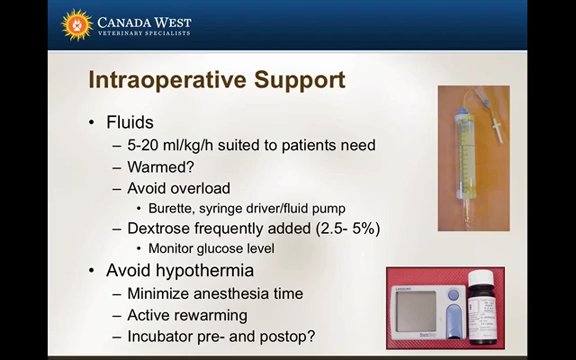 CANADA WEST
VETERINARY SPECIALISTS
Intraoperative Support
• Fluids
– 5-20 ml/kg/h suited to patients need
– Warmed?
– Avoid overload
• Burette, syringe driver/fluid pump
– Dextrose frequently added (2.5- 5%)
• Monitor glucose level
• Avoid hypothermia
– Minimize anesthesia time
– Active rewarming
– Incubator pre- and postop?